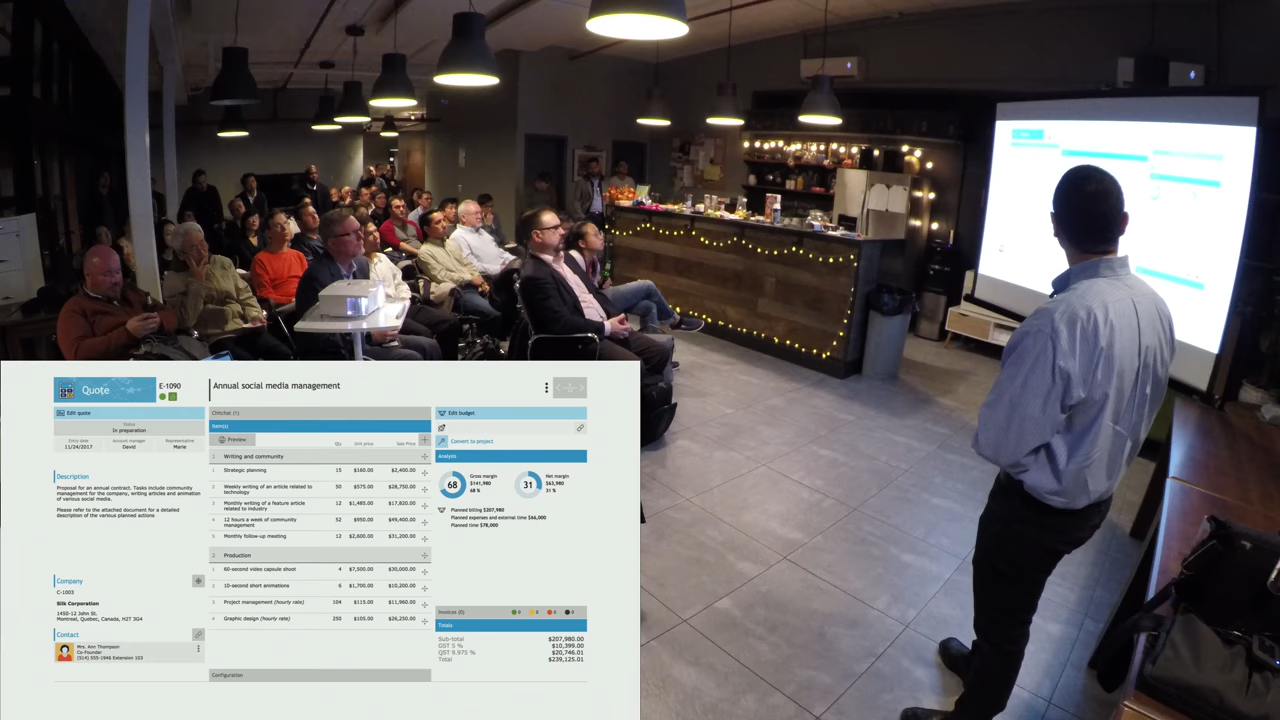 Quote
E-1090
Annual social media management
Edit quote
Status
In preparation
Entry date
11/24/2017
Account manager
David
Representative
Marie
Description
Proposal for an annual contract. Tasks include community
management for the company, writing articles and animation
of various social media.
Please refer to the attached document for a detailed
description of the various planned actions
Company
C-1003
Silk Corporation
1450-12 John St.
Montreal, Quebec, Canada, H2T 3G4
Contact
Mrs. Ann Thompson
Co-Founder
(514) 555-1946 Extension 103
Chitchat (1)
Item(s)
Preview
Qty Unit price Sale Price
1 Writing and community
1 Strategic planning 15 $160.00 $2,400.00
2 Weekly writing of an article related to
technology 50 $575.00 $28,750.00
3 Monthly writing of a feature article
related to industry 12 $1,485.00 $17,820.00
4 12 hours a week of community
management 52 $950.00 $49,400.00
5 Monthly follow-up meeting 12 $2,600.00 $31,200.00
2 Production
1 60-second video capsule shoot 4 $7,500.00 $30,000.00
2 10-second short animations 6 $1,700.00 $10,200.00
3 Project management (hourly rate) 104 $115.00 $11,960.00
4 Graphic design (hourly rate) 250 $105.00 $26,250.00
Configuration
Edit budget
Convert to project
Analysis
68
Gross margin
$141,980
68 %
31
Net margin
$63,980
31 %
Planned billing $207,980
Planned expenses and external time $66,000
Planned time $78,000
Invoices (0) 0 0 0 0
Totals
Sub-total $207,980.00
GST 5 % $10,399.00
QST 9.975 % $20,746.01
Total $239,125.01